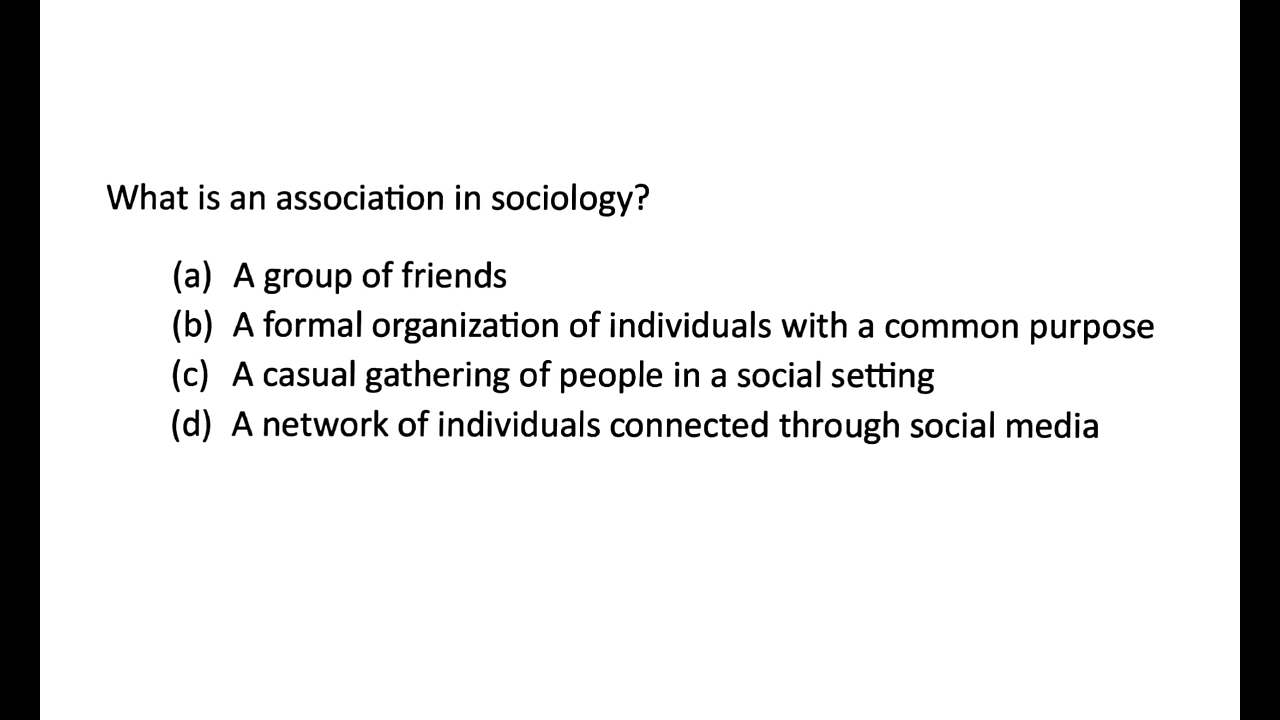 What is an association in sociology?
(a) A group of friends
(b) A formal organization of individuals with a common purpose
(c) A casual gathering of people in a social setting
(d) A network of individuals connected through social media